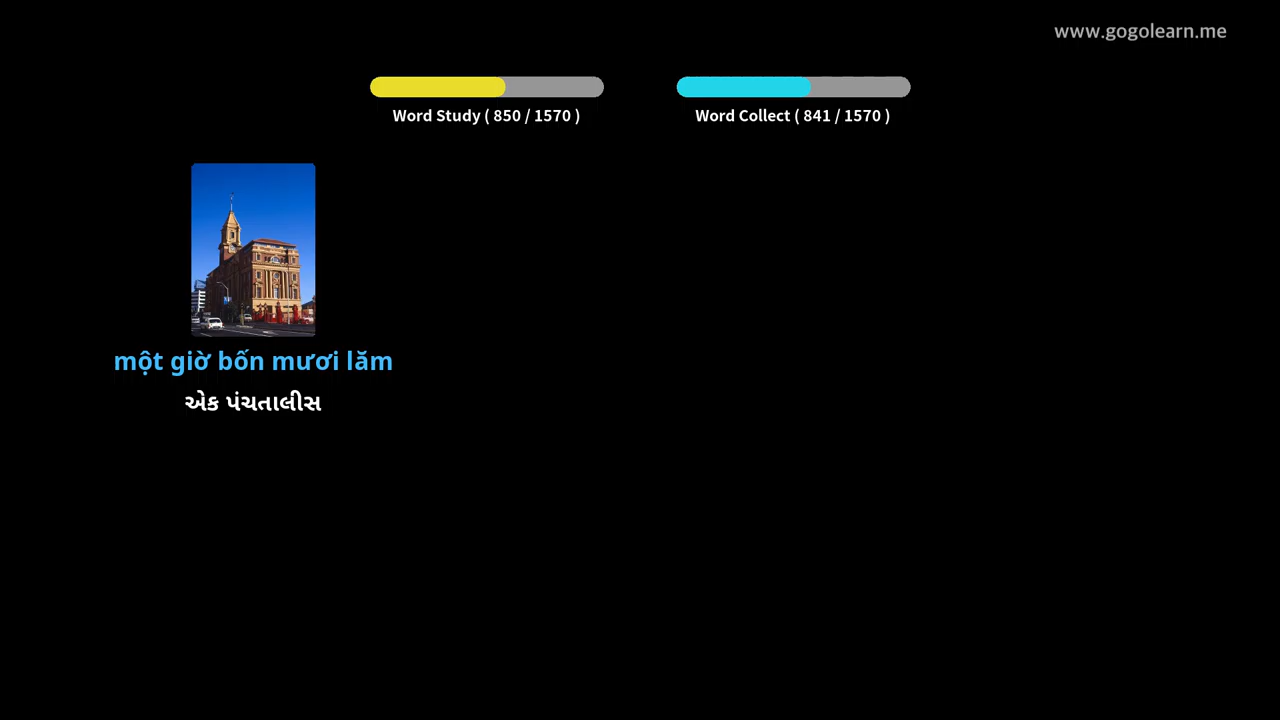 www.gogolearn.me
Word Study ( 850 / 1570 )
Word Collect ( 841 / 1570 )
một giờ bốn mươi lăm
એક પંચતાલીસ